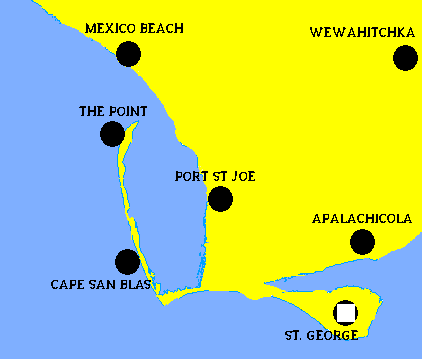 MEXICO BEACH
WEWAHITCHKA
THE POINT
PORT ST JOE
APALACHICOLA
CAPE SAN BLAS
ST. GEORGE